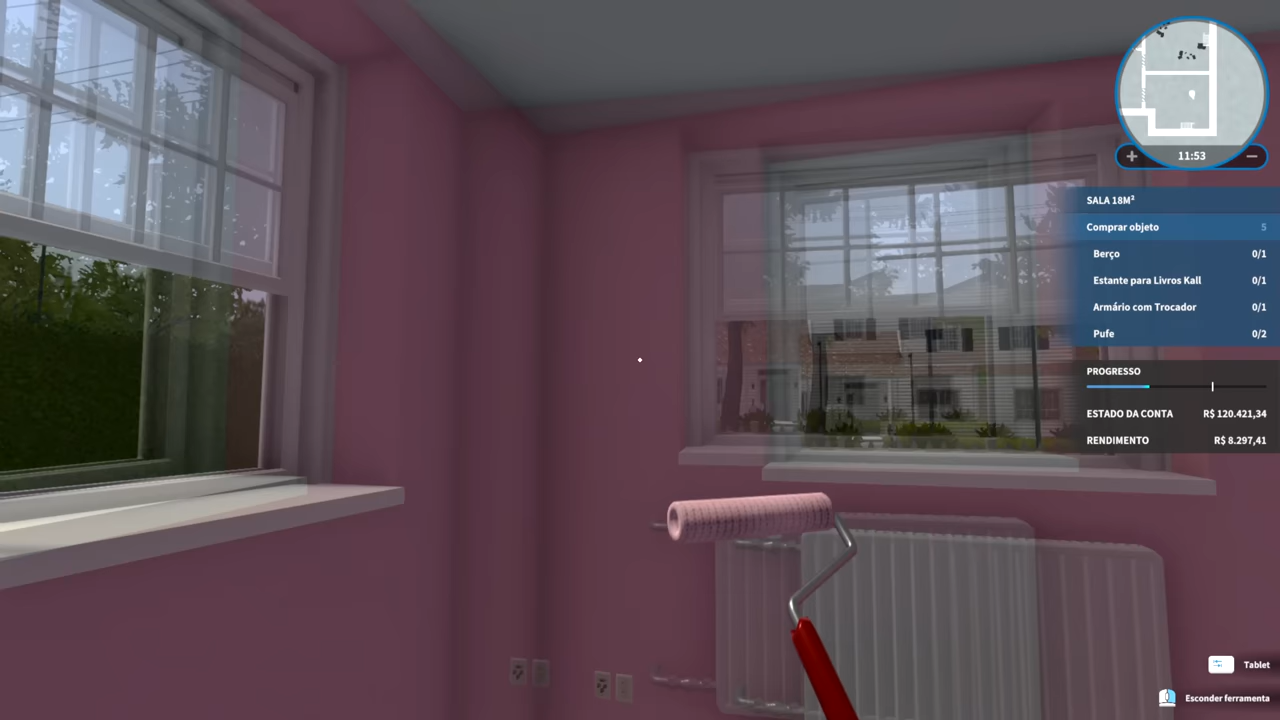 11:53
SALA 18M²
Comprar objeto 5
Berço 0/1
Estante para Livros Kall 0/1
Armário com Trocador 0/1
Pufe 0/2
PROGRESSO
ESTADO DA CONTA R$ 120.421,34
RENDIMENTO R$ 8.297,41
Tablet
Esconder ferramenta